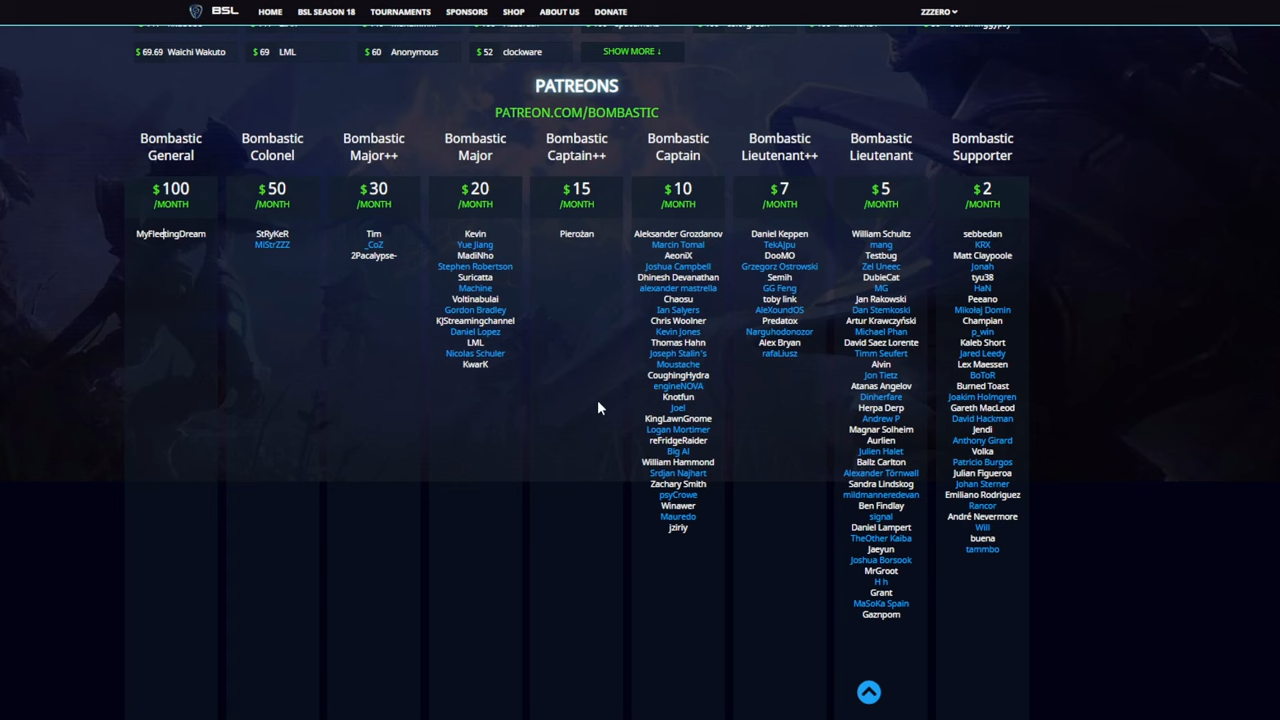 BSL
HOME
BSL SEASON 18
TOURNAMENTS
SPONSORS
SHOP
ABOUT US
DONATE
ZZZERO
$ 69.69 Waichi Wakuto
$ 69 LML
$ 60 Anonymous
$ 52 clockware
SHOW MORE ↓
PATREONS
PATREON.COM/BOMBASTIC
Bombastic
General
$ 100
/MONTH
MyFleetingDream
Bombastic
Colonel
$ 50
/MONTH
StRyKeR
MiStrZZZ
Bombastic
Major++
$ 30
/MONTH
Tim
_CoZ
2Pacalypse-
Bombastic
Major
$ 20
/MONTH
Kevin
Yue Jiang
MadiNho
Stephen Robertson
Suricatta
Machine
Voltinabulai
Gordon Bradley
KJStreamingchannel
Daniel Lopez
LML
Nicolas Schuler
KwarK
Bombastic
Captain++
$ 15
/MONTH
Pierożan
Bombastic
Captain
$ 10
/MONTH
Aleksander Grozdanov
Marcin Tomal
AeoniX
Joshua Campbell
Dhinesh Devanathan
alexander mastrella
Chaosu
Ian Salyers
Chris Woolner
Kevin Jones
Thomas Hahn
Joseph Stalin's
Moustache
CoughingHydra
engineNOVA
Knotfun
Joel
KingLawnGnome
Logan Mortimer
reFridgeRaider
Big Al
William Hammond
Srdjan Najhart
Zachary Smith
psyCrowe
Winawer
Mauredo
jziriy
Bombastic
Lieutenant++
$ 7
/MONTH
Daniel Keppen
TekAJpu
DooMO
Grzegorz Ostrowski
Semih
GG Feng
toby link
AleXoundOS
Predatox
Narguhodonozor
Alex Bryan
rafaLiusz
Bombastic
Lieutenant
$ 5
/MONTH
William Schultz
mang
Testbug
Zel Uneec
DubieCat
MG
Jan Rakowski
Dan Stemkoski
Artur Krawczyński
Michael Phan
David Saez Lorente
Timm Seufert
Alvin
Jon Tietz
Atanas Angelov
Dinherfare
Herpa Derp
Andrew P
Magnar Solheim
Aurlien
Julien Halet
Ballz Carlton
Alexander Törnwall
Sandra Lindskog
mildmanneredevan
Ben Findlay
signal
Daniel Lampert
TheOther Kaiba
Jaeyun
Joshua Borsook
MrGroot
H h
Grant
MaSoKa Spain
Gaznpom
Bombastic
Supporter
$ 2
/MONTH
sebbedan
KRX
Matt Claypoole
Jonah
tyu38
HaN
Peeano
Mikołaj Domin
Champian
p_win
Kaleb Short
Jared Leedy
Lex Maessen
BoToR
Burned Toast
Joakim Holmgren
Gareth MacLeod
David Hackman
Jendi
Anthony Girard
Volka
Patricio Burgos
Julian Figueroa
Johan Sterner
Emiliano Rodriguez
Rancor
André Nevermore
Will
buena
tammbo